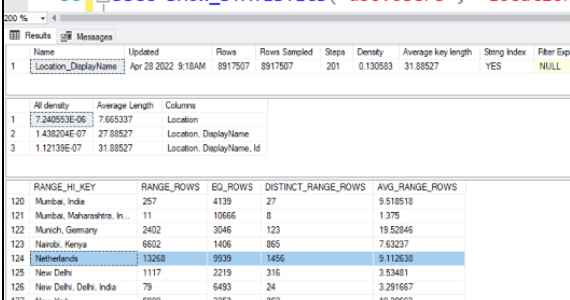 200 %
Results Messages
Name Updated Rows Rows Sampled Steps Density Average key length String Index Filter Exp
1 Location_DisplayName Apr 28 2022 9:18AM 8917507 8917507 201 0.130583 31.88527 YES NULL
All density Average Length Columns
1 7.240553E-06 7.665337 Location
2 1.438204E-07 27.88527 Location, DisplayName
3 1.12139E-07 31.88527 Location, DisplayName, Id
RANGE_HI_KEY RANGE_ROWS EQ_ROWS DISTINCT_RANGE_ROWS AVG_RANGE_ROWS
120 Mumbai, India 257 4139 27 9.518518
121 Mumbai, Maharashtra, In... 11 10666 8 1.375
122 Munich, Germany 2402 3046 123 19.52846
123 Nairobi, Kenya 6602 1406 865 7.63237
124 Netherlands 13268 9939 1456 9.112638
125 New Delhi 1117 2219 316 3.53481
126 New Delhi, Delhi, India 79 6493 24 3.291667